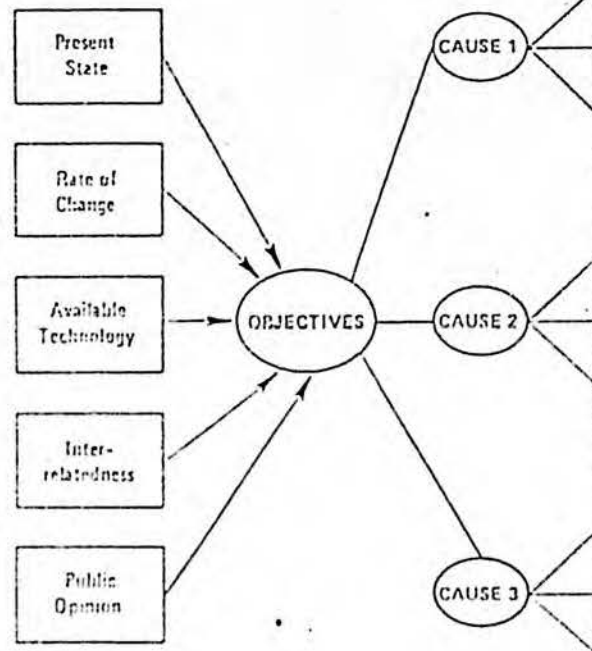 Present
State
Rate of
Change
Available
Technology
Inter-
relatedness
Public
Opinion
OBJECTIVES
CAUSE 1
CAUSE 2
CAUSE 3